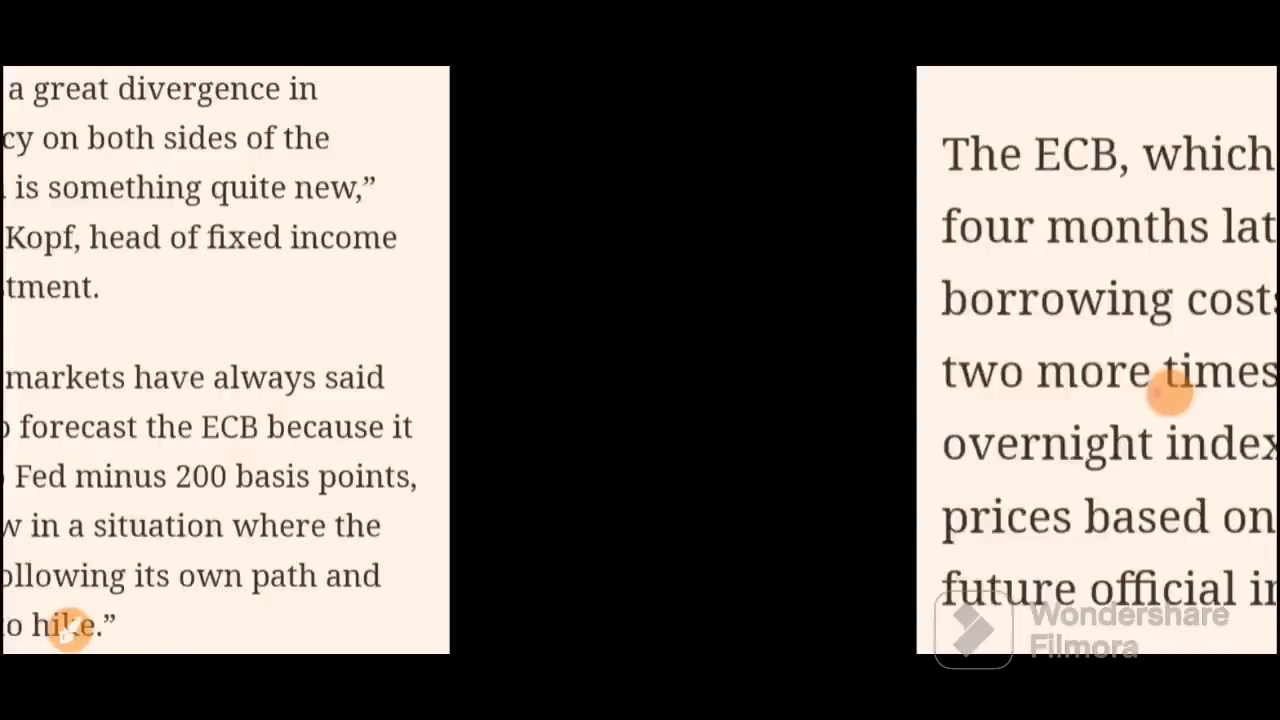 a great divergence in
cy on both sides of the
is something quite new,”
Kopf, head of fixed income
tment.
markets have always said
forecast the ECB because it
Fed minus 200 basis points,
w in a situation where the
ollowing its own path and
o hike.”
The ECB, which
four months lat
borrowing costs
two more times
overnight index
prices based on
future official in
Wondershare
Filmora